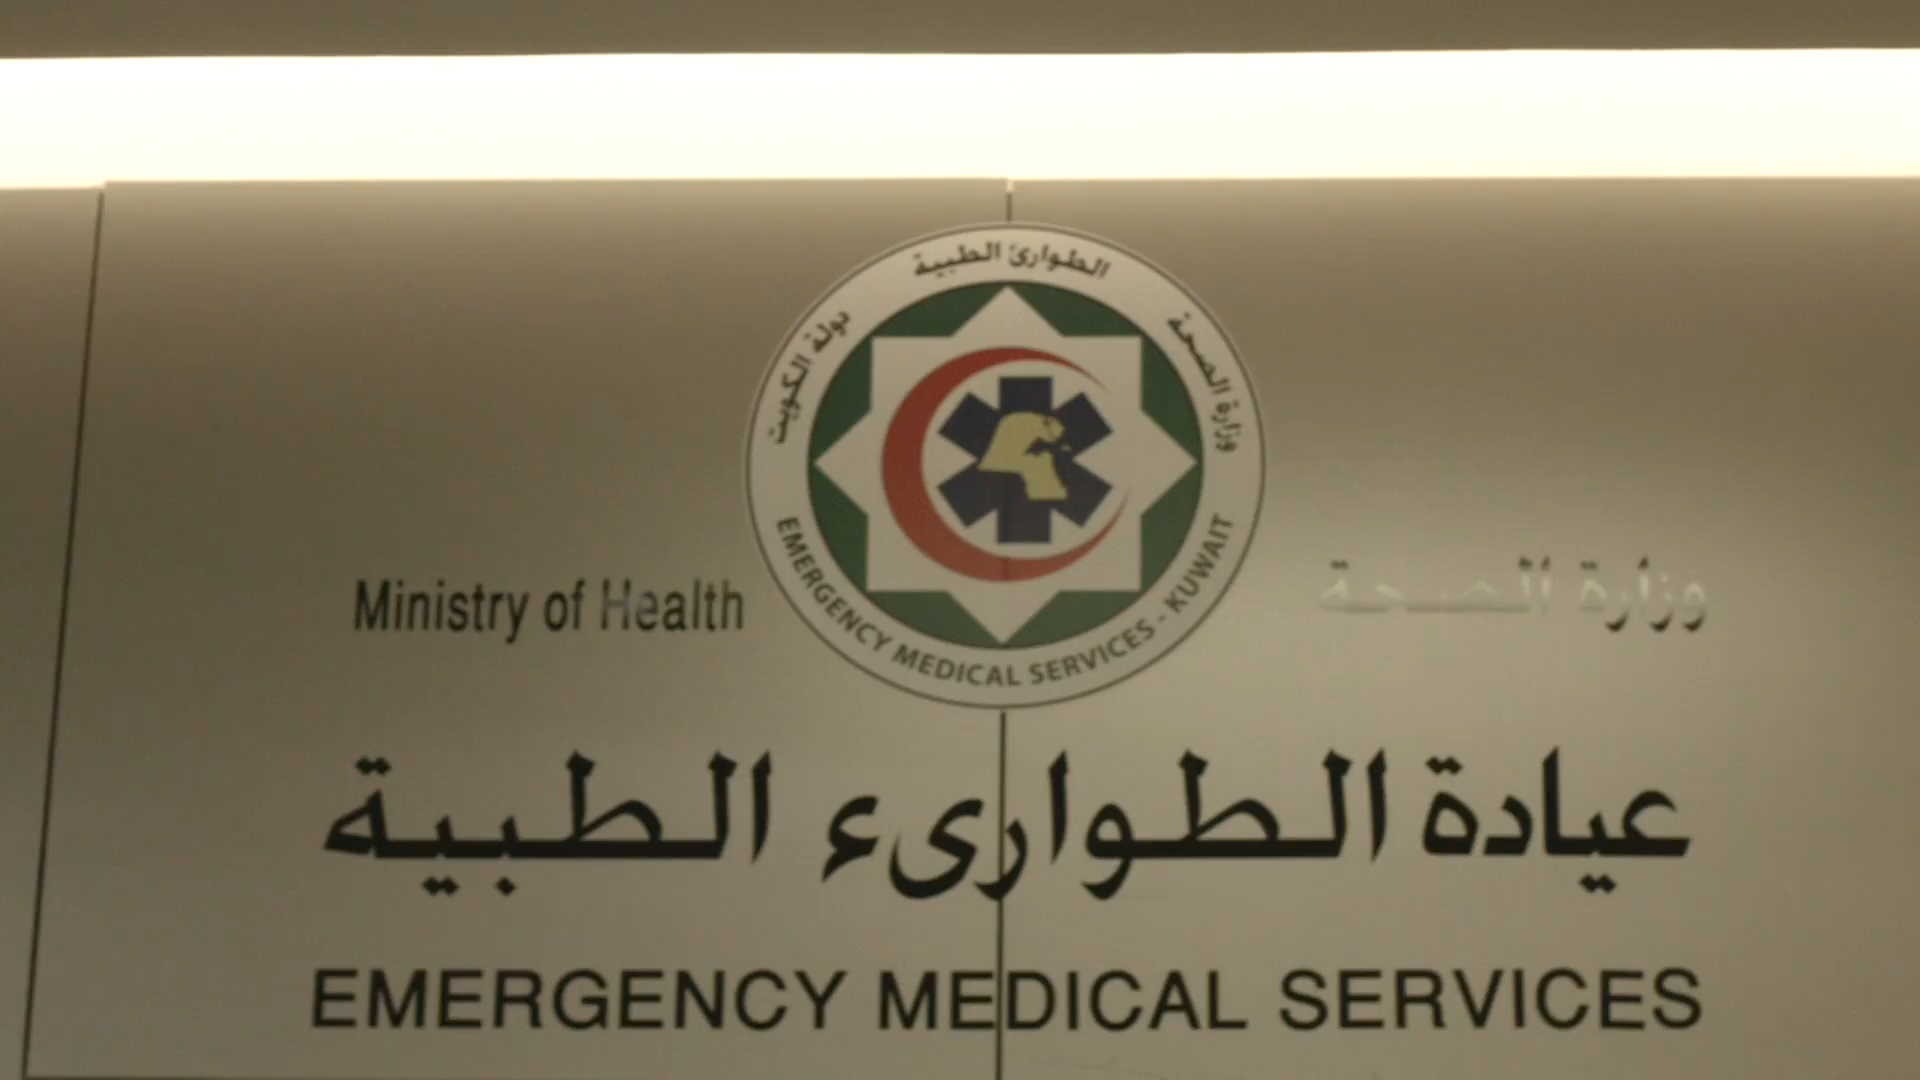 الطوارئ الطبية
دولة الكويت
وزارة الصحة
EMERGENCY MEDICAL SERVICES - KUWAIT
Ministry of Health
وزارة الصحة
عيادة الطوارىء الطبية
EMERGENCY MEDICAL SERVICES